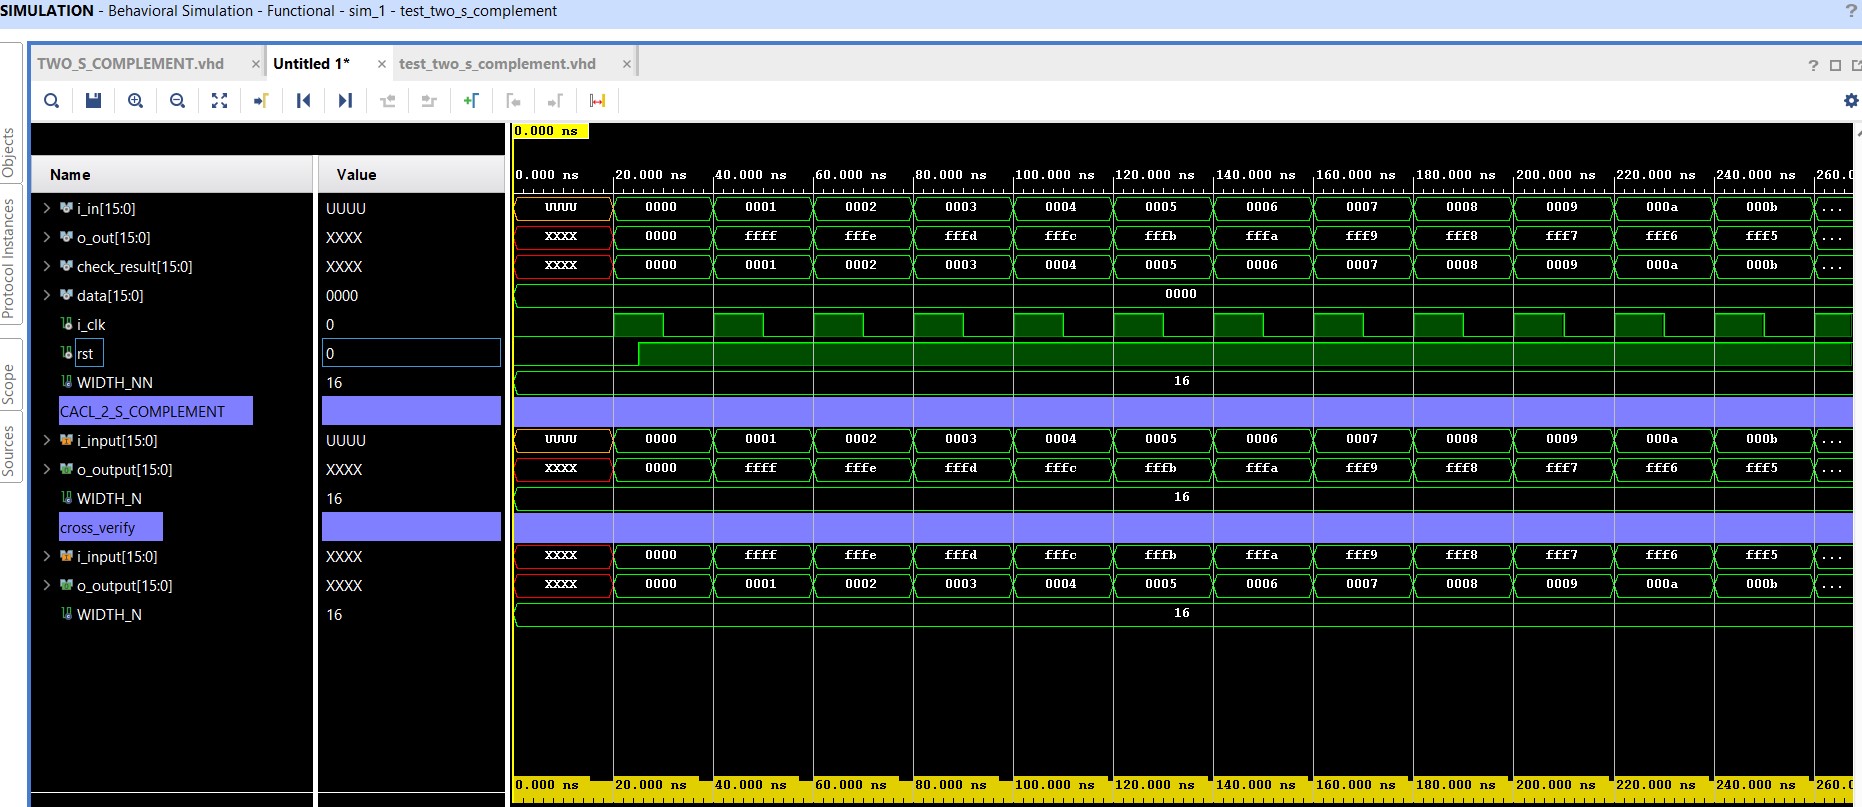 SIMULATION - Behavioral Simulation - Functional - sim_1 - test_two_s_complement ?
TWO_S_COMPLEMENT.vhd × Untitled 1* × test_two_s_complement.vhd × ?
Objects
Protocol Instances
Scope
Sources
0.000 ns
Name Value 0.000 ns 20.000 ns 40.000 ns 60.000 ns 80.000 ns 100.000 ns 120.000 ns 140.000 ns 160.000 ns 180.000 ns 200.000 ns 220.000 ns 240.000 ns 260.0
i_in[15:0] UUUU UUUU 0000 0001 0002 0003 0004 0005 0006 0007 0008 0009 000a 000b ...
o_out[15:0] XXXX XXXX 0000 ffff fffe fffd fffc fffb fffa fff9 fff8 fff7 fff6 fff5 ...
check_result[15:0] XXXX XXXX 0000 0001 0002 0003 0004 0005 0006 0007 0008 0009 000a 000b ...
data[15:0] 0000 0000
i_clk 0
rst 0
WIDTH_NN 16 16
CACL_2_S_COMPLEMENT
i_input[15:0] UUUU UUUU 0000 0001 0002 0003 0004 0005 0006 0007 0008 0009 000a 000b ...
o_output[15:0] XXXX XXXX 0000 ffff fffe fffd fffc fffb fffa fff9 fff8 fff7 fff6 fff5 ...
WIDTH_N 16 16
cross_verify
i_input[15:0] XXXX XXXX 0000 ffff fffe fffd fffc fffb fffa fff9 fff8 fff7 fff6 fff5 ...
o_output[15:0] XXXX XXXX 0000 0001 0002 0003 0004 0005 0006 0007 0008 0009 000a 000b ...
WIDTH_N 16 16
0.000 ns 20.000 ns 40.000 ns 60.000 ns 80.000 ns 100.000 ns 120.000 ns 140.000 ns 160.000 ns 180.000 ns 200.000 ns 220.000 ns 240.000 ns 260.0